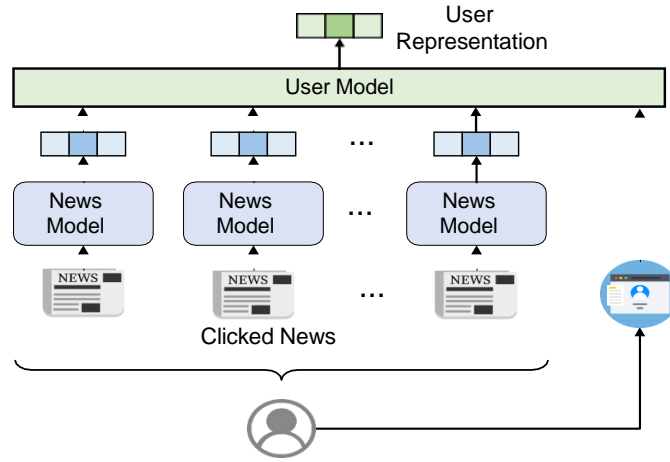 User
Representation
User Model
...
News
Model
News
Model
...
News
Model
NEWS
NEWS
...
NEWS
Clicked News